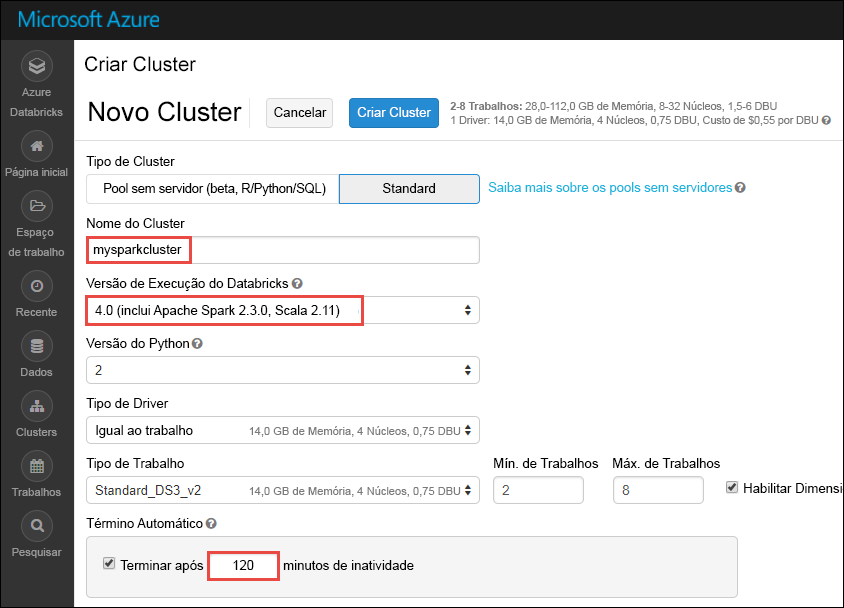 Microsoft Azure
Azure
Databricks
Página inicial
Espaço
de trabalho
Recente
Dados
Clusters
Trabalhos
Pesquisar
Criar Cluster
Novo Cluster
Cancelar
Criar Cluster
2-8 Trabalhos: 28,0-112,0 GB de Memória, 8-32 Núcleos, 1,5-6 DBU
1 Driver: 14,0 GB de Memória, 4 Núcleos, 0,75 DBU, Custo de $0,55 por DBU ?
Tipo de Cluster
Pool sem servidor (beta, R/Python/SQL)
Standard
Saiba mais sobre os pools sem servidores ?
Nome do Cluster
mysparkcluster
Versão de Execução do Databricks ?
4.0 (inclui Apache Spark 2.3.0, Scala 2.11)
Versão do Python ?
2
Tipo de Driver
Igual ao trabalho 14,0 GB de Memória, 4 Núcleos, 0,75 DBU
Tipo de Trabalho
Mín. de Trabalhos
Máx. de Trabalhos
Standard_DS3_v2 14,0 GB de Memória, 4 Núcleos, 0,75 DBU
2
8
Habilitar Dimensi
Término Automático ?
Terminar após 120 minutos de inatividade